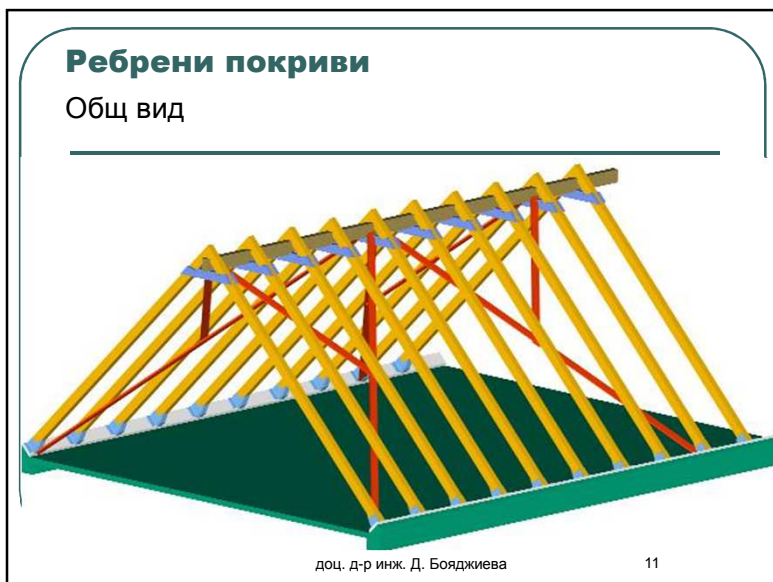 Ребрени покриви
Общ вид
доц. д-р инж. Д. Бояджиева
11